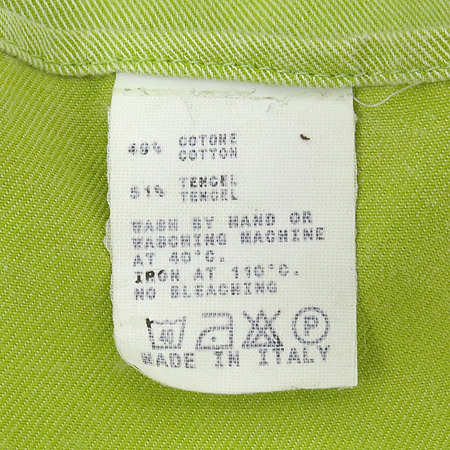 49% COTONE
COTTON
51% TENCEL
TENCEL
WASH BY HAND OR
WASCHING MACHINE
AT 40°C.
IRON AT 110°C.
NO BLEACHING
40 P
MADE IN ITALY